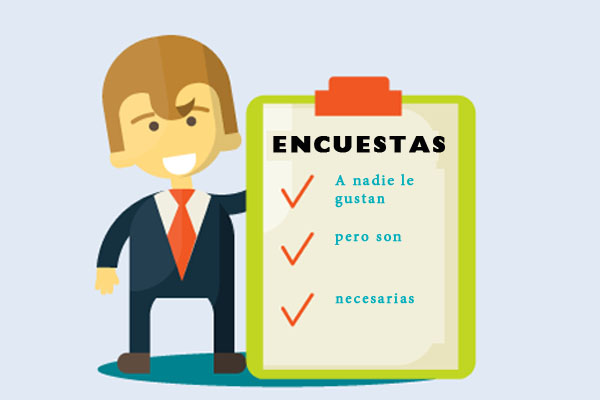 ENCUESTAS
A nadie le
gustan
pero son
necesarias